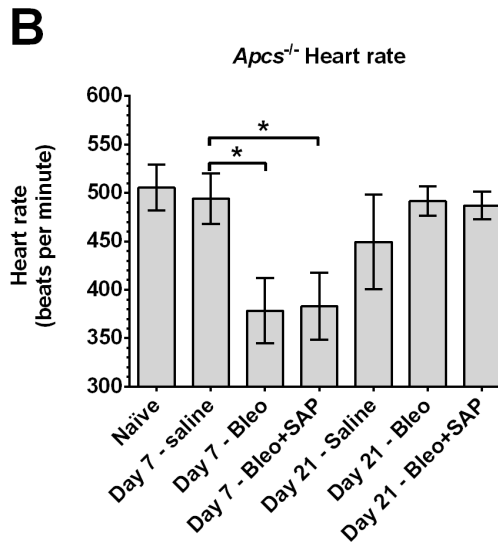 B
Apcs-/- Heart rate
600
550
500
450
400
350
300
Heart rate
(beats per minute)
*
*
Naïve
Day 7 - saline
Day 7 - Bleo
Day 7 - Bleo+SAP
Day 21 - Saline
Day 21 - Bleo
Day 21 - Bleo+SAP